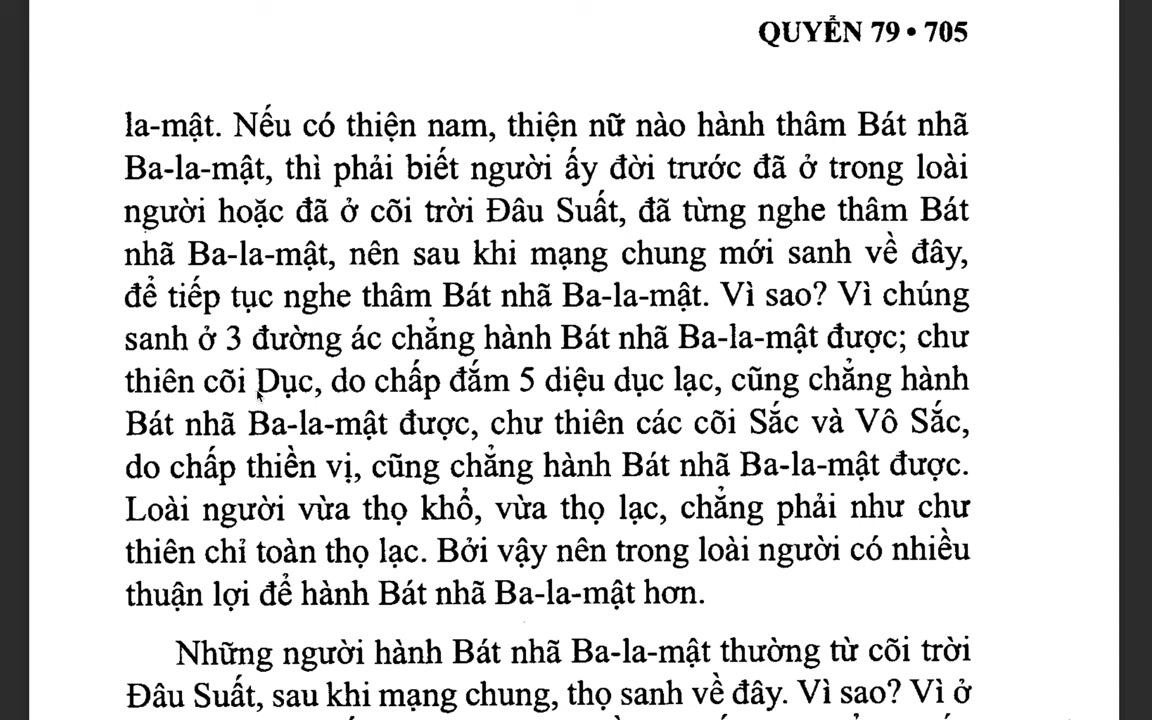 QUYỂN 79 • 705
la-mật. Nếu có thiện nam, thiện nữ nào hành thâm Bát nhã
Ba-la-mật, thì phải biết người ấy đời trước đã ở trong loài
người hoặc đã ở cõi trời Đâu Suất, đã từng nghe thâm Bát
nhã Ba-la-mật, nên sau khi mạng chung mới sanh về đây,
để tiếp tục nghe thâm Bát nhã Ba-la-mật. Vì sao? Vì chúng
sanh ở 3 đường ác chẳng hành Bát nhã Ba-la-mật được; chư
thiên cõi Dục, do chấp đắm 5 diệu dục lạc, cũng chẳng hành
Bát nhã Ba-la-mật được, chư thiên các cõi Sắc và Vô Sắc,
do chấp thiền vị, cũng chẳng hành Bát nhã Ba-la-mật được.
Loài người vừa thọ khổ, vừa thọ lạc, chẳng phải như chư
thiên chỉ toàn thọ lạc. Bởi vậy nên trong loài người có nhiều
thuận lợi để hành Bát nhã Ba-la-mật hơn.
Những người hành Bát nhã Ba-la-mật thường từ cõi trời
Đâu Suất, sau khi mạng chung, thọ sanh về đây. Vì sao? Vì ở